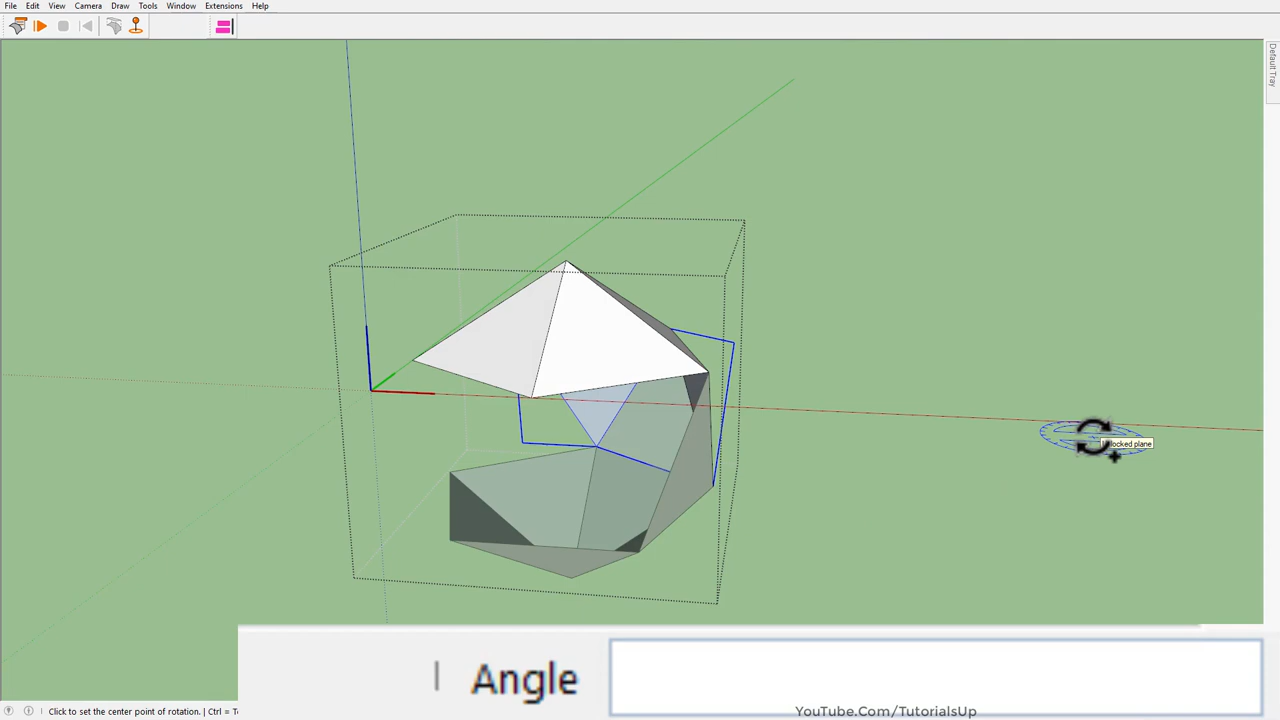 File Edit View Camera Draw Tools Window Extensions Help
Default Tray
locked plane
Click to set the center point of rotation. | Ctrl = T
Angle
YouTube.Com/TutorialsUp